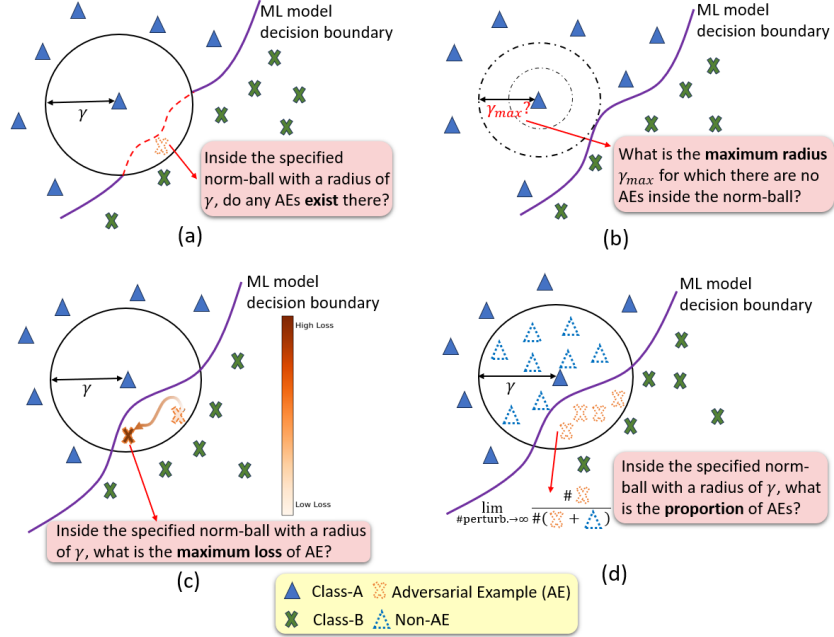 ML model
decision boundary
γ
Inside the specified
norm-ball with a radius of
γ, do any AEs exist there?
(a)
ML model
decision boundary
γmax?
What is the maximum radius
γmax for which there are no
AEs inside the norm-ball?
(b)
ML model
decision boundary
High Loss
γ
Low Loss
Inside the specified norm-ball with a radius
of γ, what is the maximum loss of AE?
(c)
ML model
decision boundary
γ
Inside the specified norm-
ball with a radius of γ, what
is the proportion of AEs?
lim
#perturb.→∞
#
#( + )
(d)
Class-A
Adversarial Example (AE)
Class-B
Non-AE